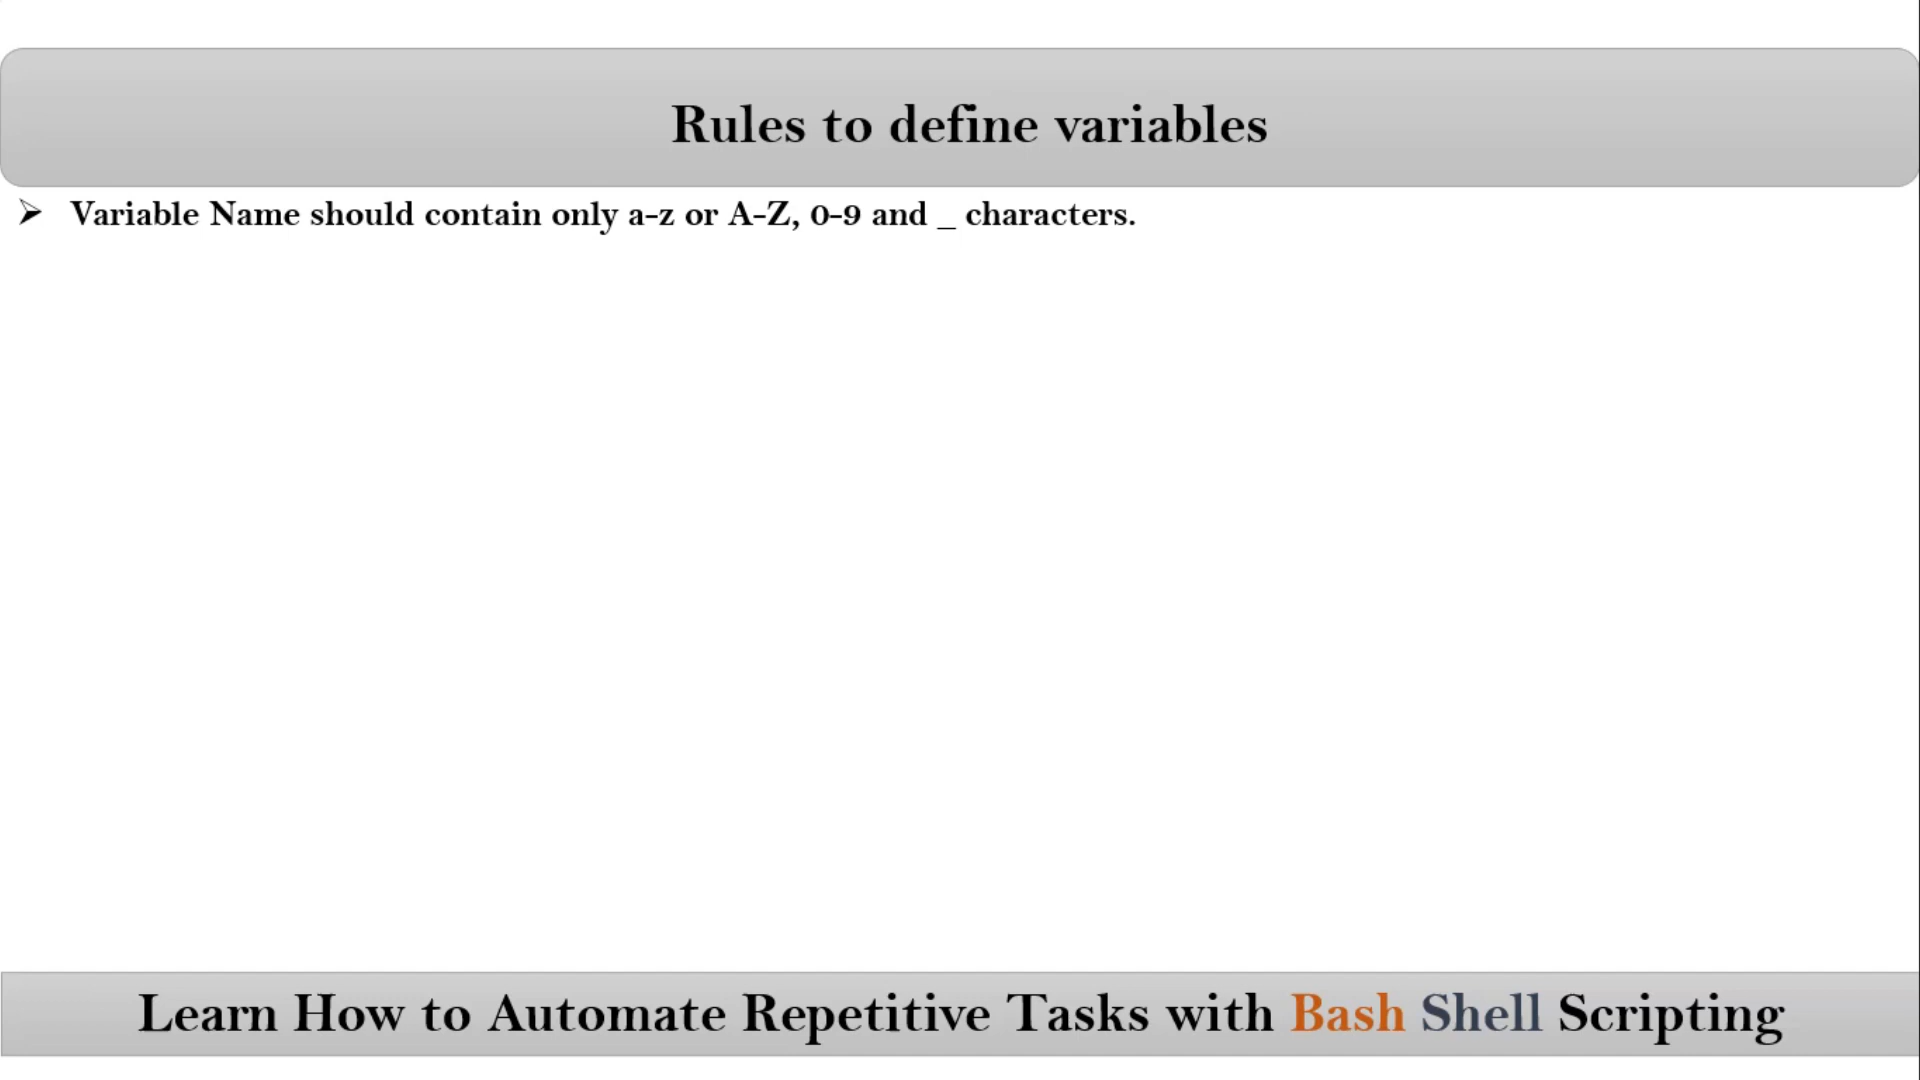 Rules to define variables
➢ Variable Name should contain only a-z or A-Z, 0-9 and _ characters.
Learn How to Automate Repetitive Tasks with Bash Shell Scripting